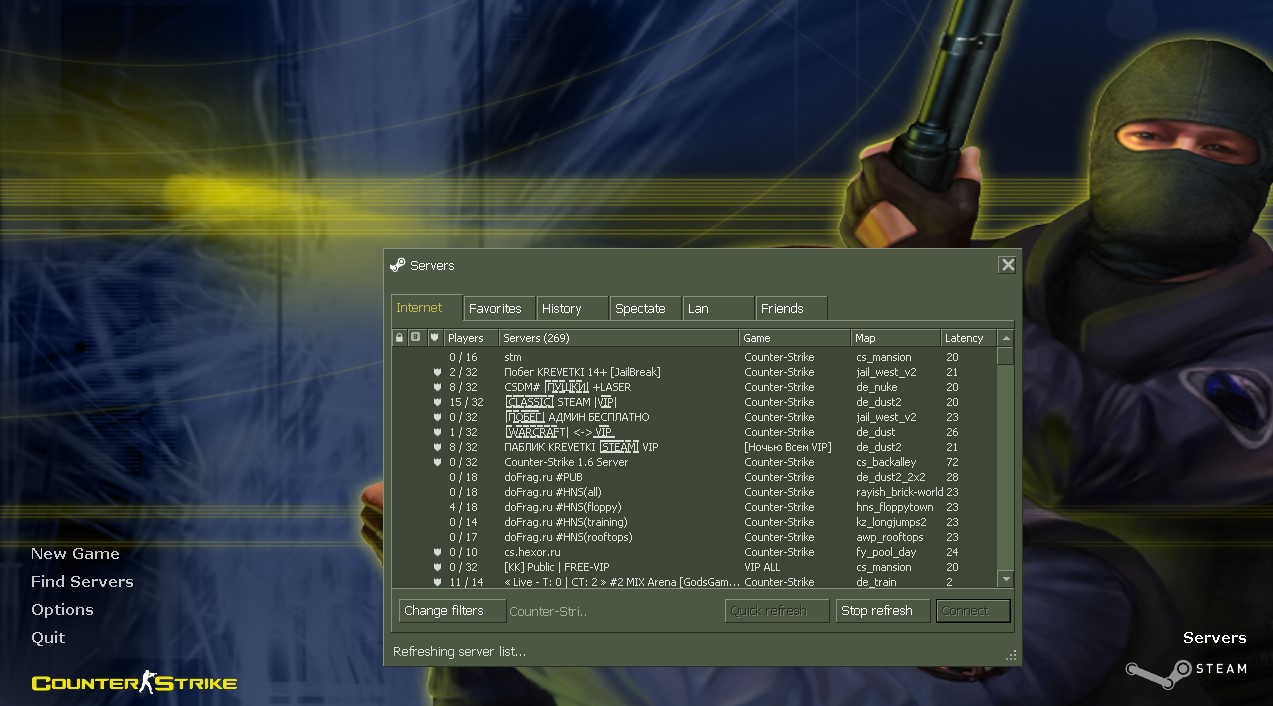 Servers
Internet Favorites History Spectate Lan Friends
Players Servers (269) Game Map Latency
0 / 16 stm Counter-Strike cs_mansion 20
2 / 32 Побег KREVETKI 14+ [JailBreak] Counter-Strike jail_west_v2 21
8 / 32 CSDM# |ПУШКИ| +LASER Counter-Strike de_nuke 20
15 / 32 |CLASSIC| STEAM |VIP| Counter-Strike de_dust2 20
0 / 32 |ПОБЕГ| АДМИН БЕСПЛАТНО Counter-Strike jail_west_v2 23
1 / 32 |WARCRAFT| <-> VIP Counter-Strike de_dust 26
8 / 32 ПАБЛИК KREVETKI |STEAM| VIP [Ночью Всем VIP] de_dust2 21
0 / 32 Counter-Strike 1.6 Server Counter-Strike cs_backalley 72
0 / 18 doFrag.ru #PUB Counter-Strike de_dust2_2x2 28
0 / 18 doFrag.ru #HNS(all) Counter-Strike rayish_brick-world 23
4 / 18 doFrag.ru #HNS(floppy) Counter-Strike hns_floppytown 23
0 / 14 doFrag.ru #HNS(training) Counter-Strike kz_longjumps2 23
0 / 17 doFrag.ru #HNS(rooftops) Counter-Strike awp_rooftops 23
0 / 10 cs.hexor.ru Counter-Strike fy_pool_day 24
0 / 32 [KK] Public | FREE-VIP VIP ALL cs_mansion 20
11 / 14 « Live - T: 0 | CT: 2 » #2 MIX Arena [GodsGam... Counter-Strike de_train 2
Change filters Counter-Stri.. Quick refresh Stop refresh Connect
Refreshing server list...
New Game
Find Servers
Options
Quit
COUNTER STRIKE
Servers
STEAM